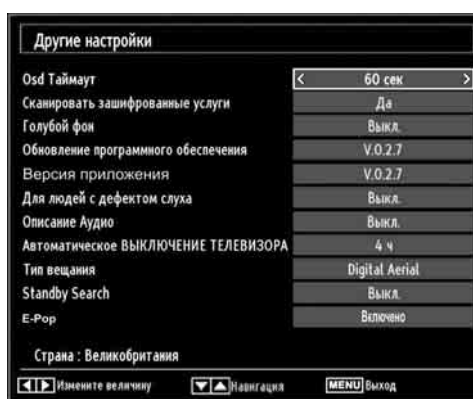 Другие настройки
Osd Таймаут 60 сек
Сканировать зашифрованные услуги Да
Голубой фон Выкл.
Обновление программного обеспечения V.0.2.7
Версия приложения V.0.2.7
Для людей с дефектом слуха Выкл.
Описание Аудио Выкл.
Автоматическое ВЫКЛЮЧЕНИЕ ТЕЛЕВИЗОРА 4 ч
Тип вещания Digital Aerial
Standby Search Выкл.
E-Pop Включено
Страна : Великобритания
Измените величину Навигация MENU Выход